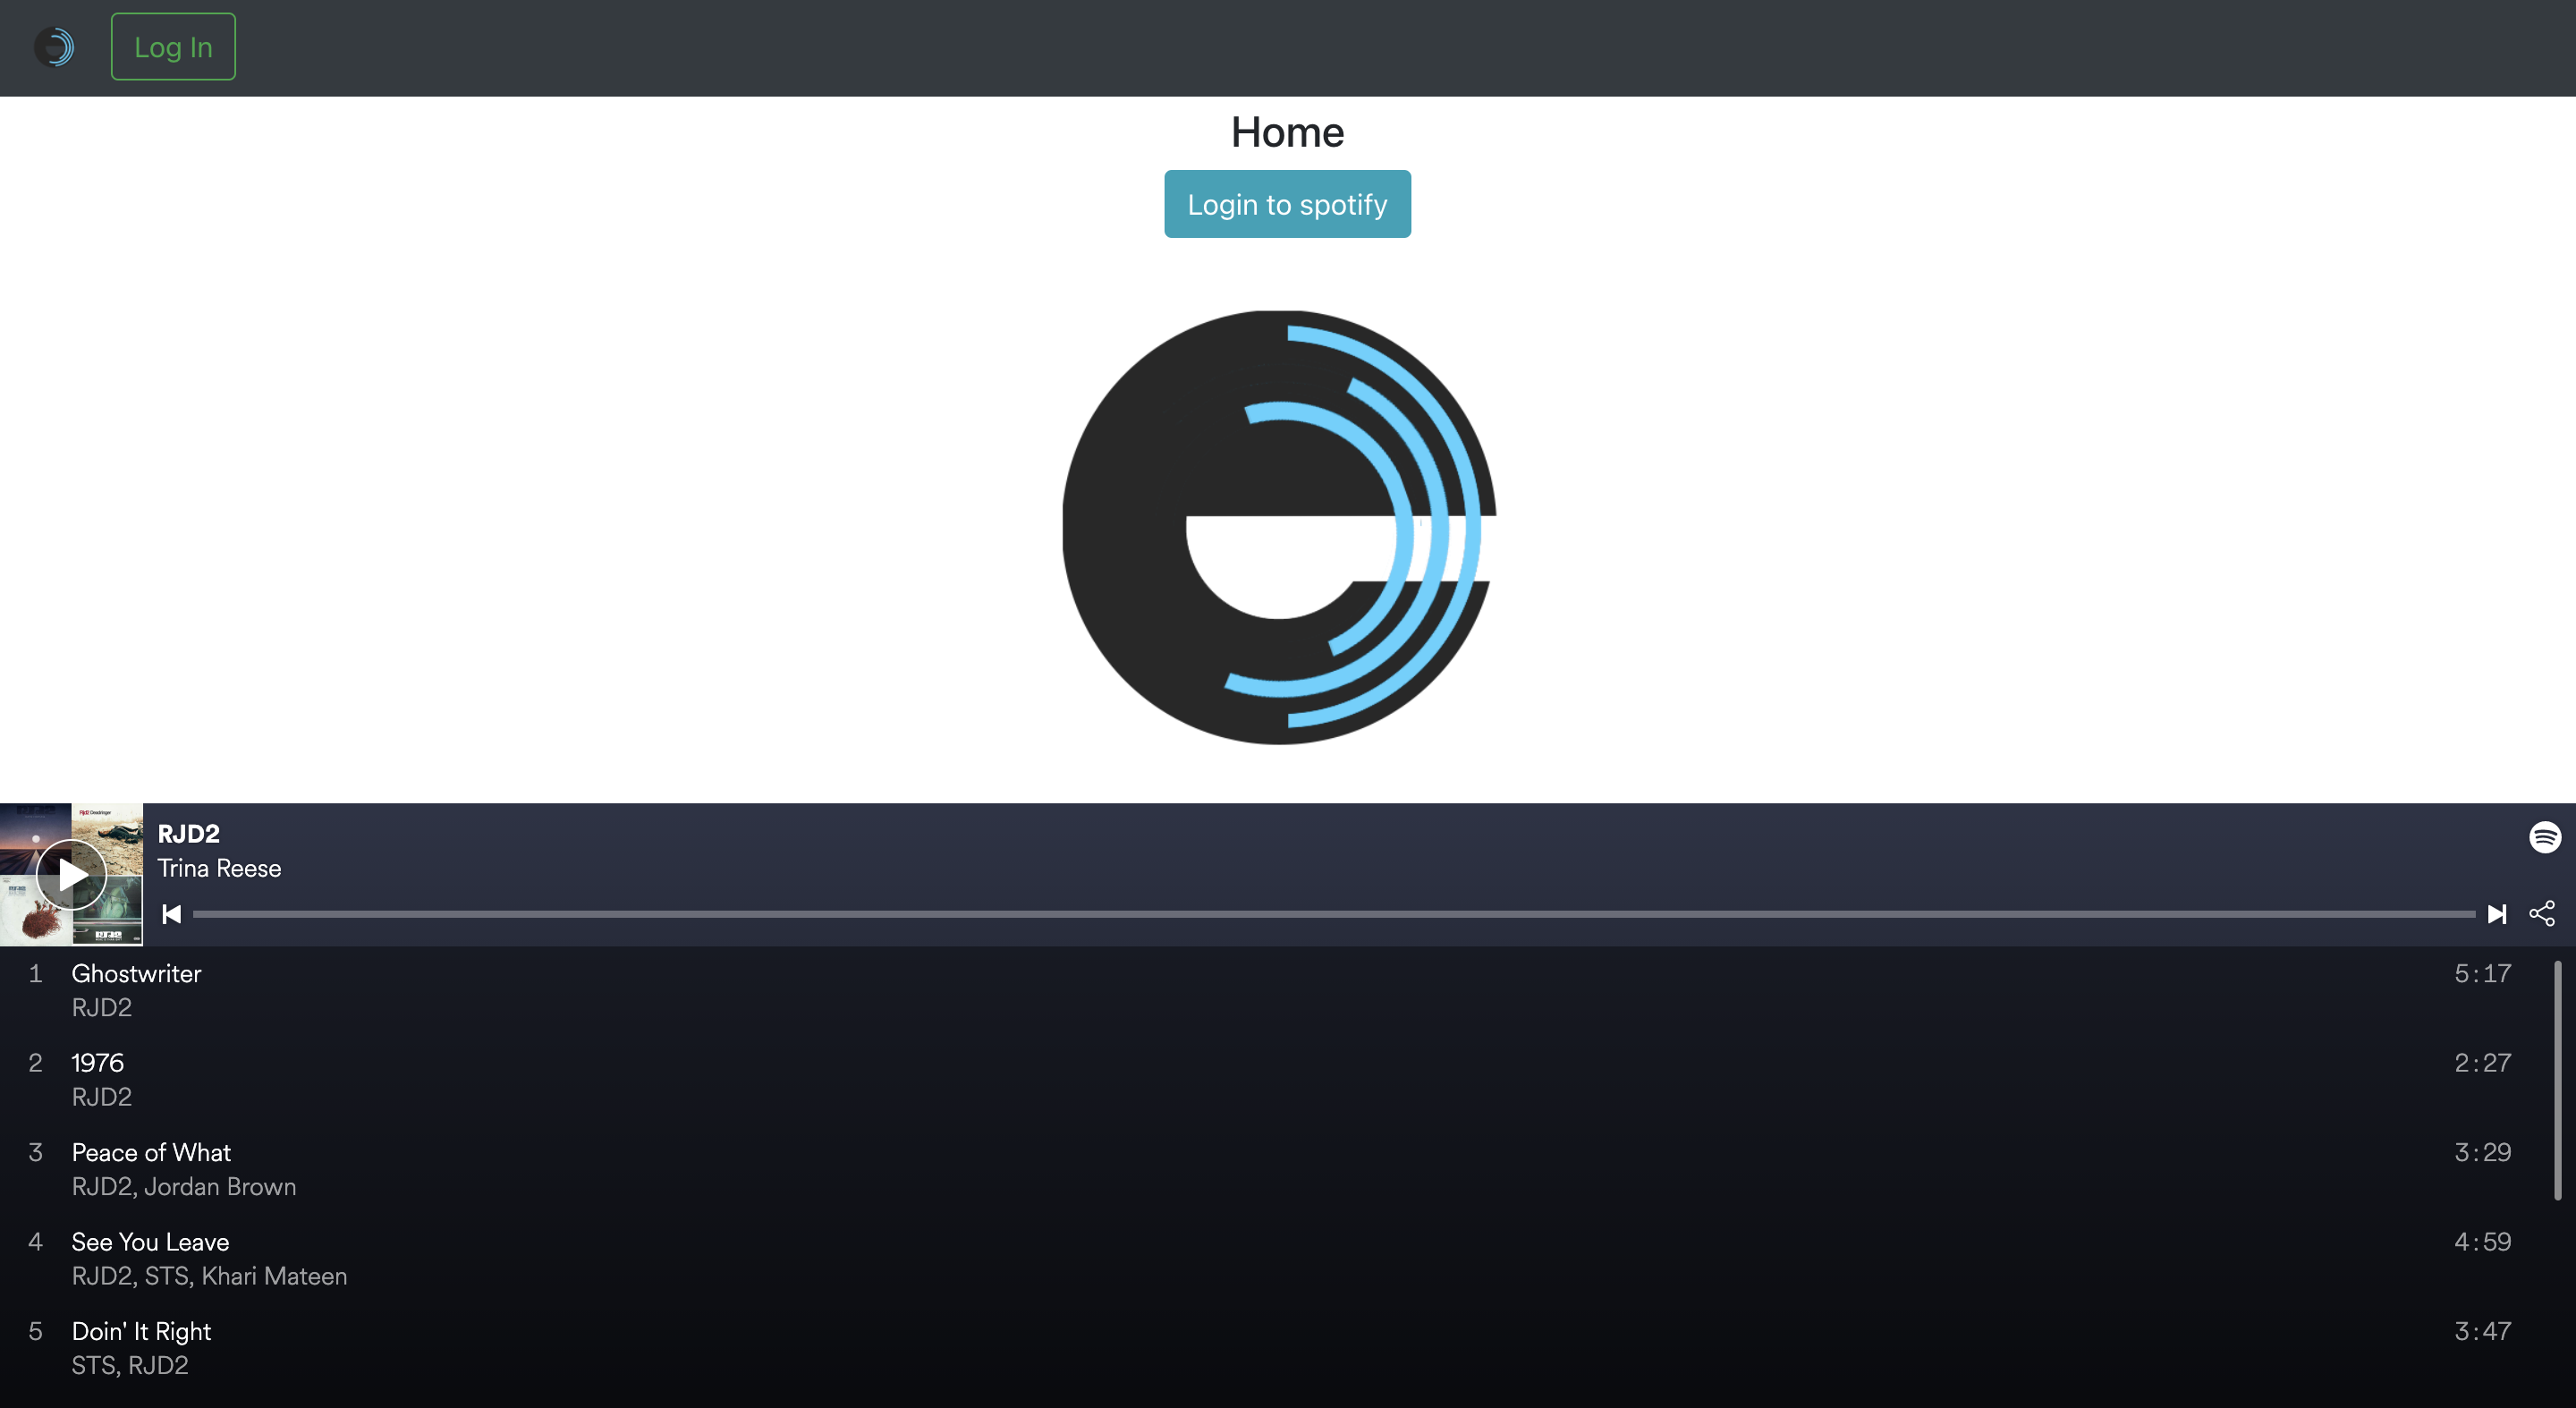 Log In
Home
Login to spotify
RJD2
Trina Reese
1 Ghostwriter 5:17
RJD2
2 1976 2:27
RJD2
3 Peace of What 3:29
RJD2, Jordan Brown
4 See You Leave 4:59
RJD2, STS, Khari Mateen
5 Doin' It Right 3:47
STS, RJD2